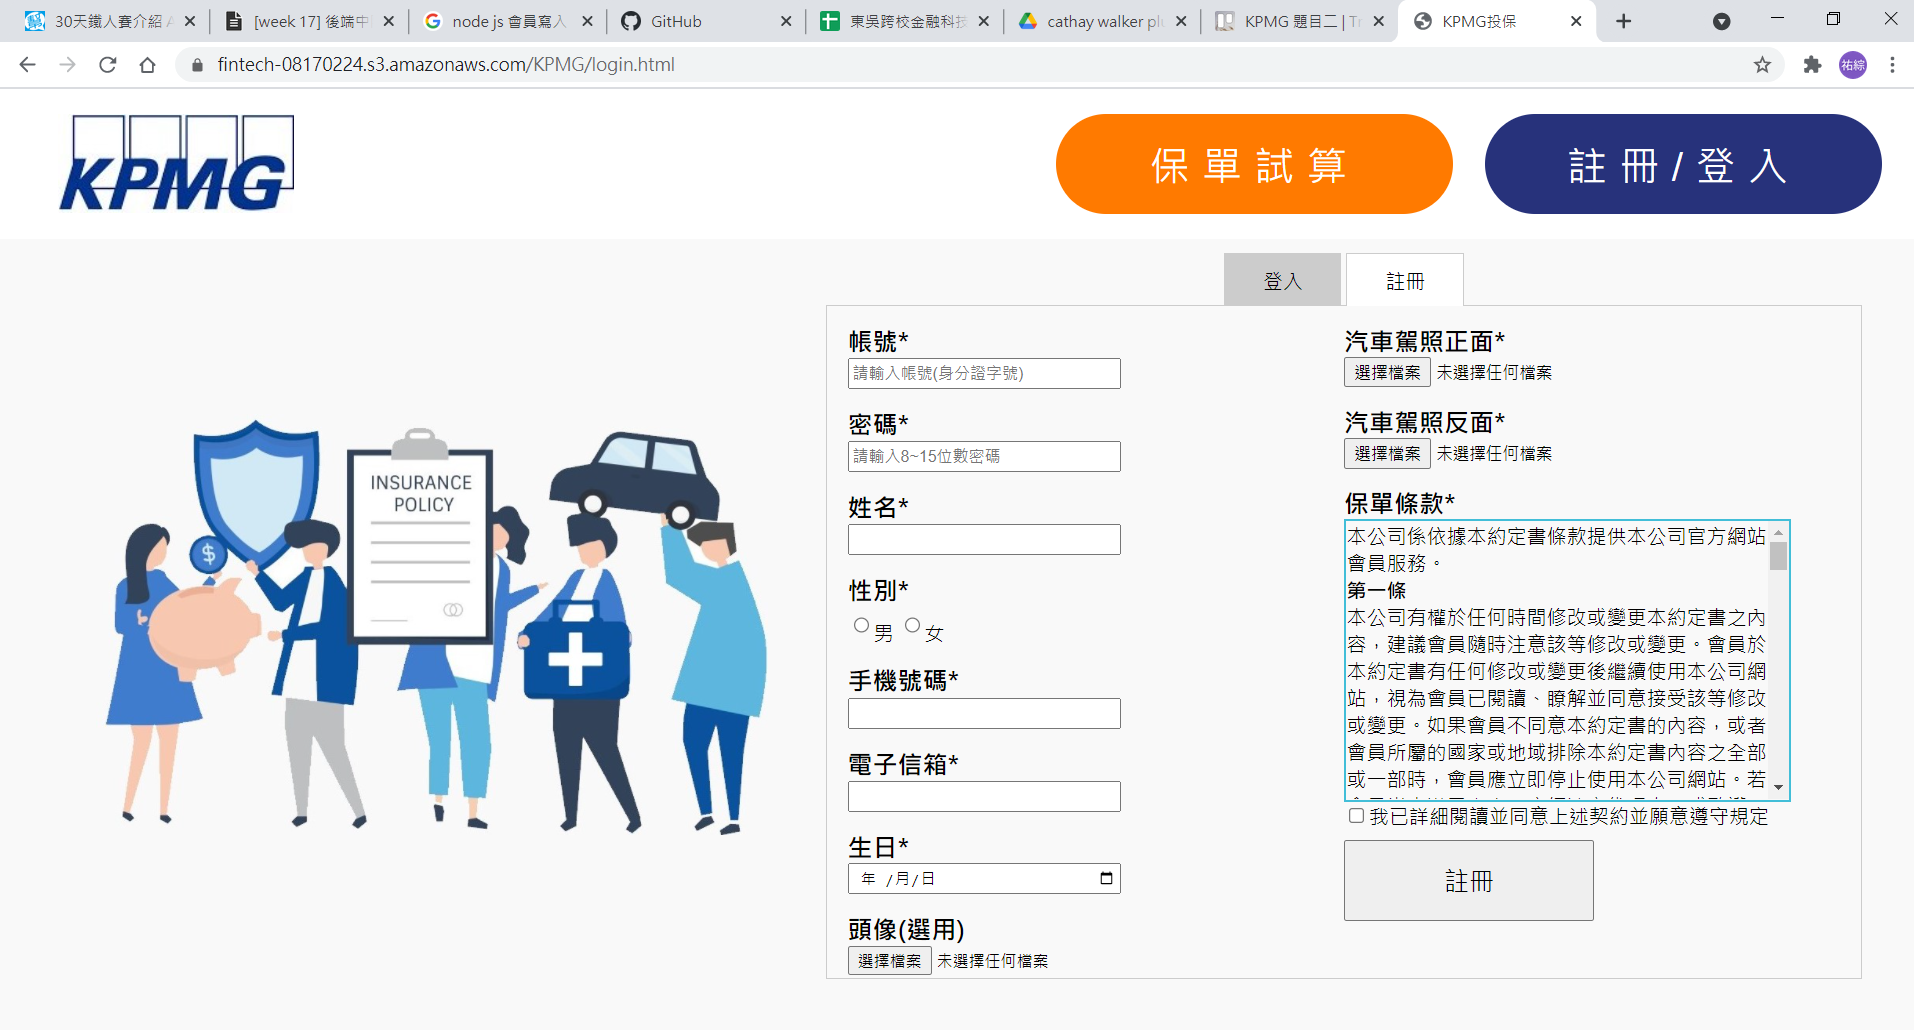 30天鐵人賽介紹
[week 17] 後端中
node js 會員寫入
GitHub
東吳跨校金融科技
cathay walker plu
KPMG 題目二 | Tr
KPMG投保
fintech-08170224.s3.amazonaws.com/KPMG/login.html
祐綜
KPMG
保單試算
註冊/登入
登入
註冊
帳號*
請輸入帳號(身分證字號)
密碼*
請輸入8~15位數密碼
姓名*
性別*
男 女
手機號碼*
電子信箱*
生日*
年 /月/日
頭像(選用)
選擇檔案 未選擇任何檔案
汽車駕照正面*
選擇檔案 未選擇任何檔案
汽車駕照反面*
選擇檔案 未選擇任何檔案
保單條款*
本公司係依據本約定書條款提供本公司官方網站
會員服務。
第一條
本公司有權於任何時間修改或變更本約定書之內
容，建議會員隨時注意該等修改或變更。會員於
本約定書有任何修改或變更後繼續使用本公司網
站，視為會員已閱讀、瞭解並同意接受該等修改
或變更。如果會員不同意本約定書的內容，或者
會員所屬的國家或地域排除本約定書內容之全部
或一部時，會員應立即停止使用本公司網站。若
我已詳細閱讀並同意上述契約並願意遵守規定
註冊
INSURANCE
POLICY
$